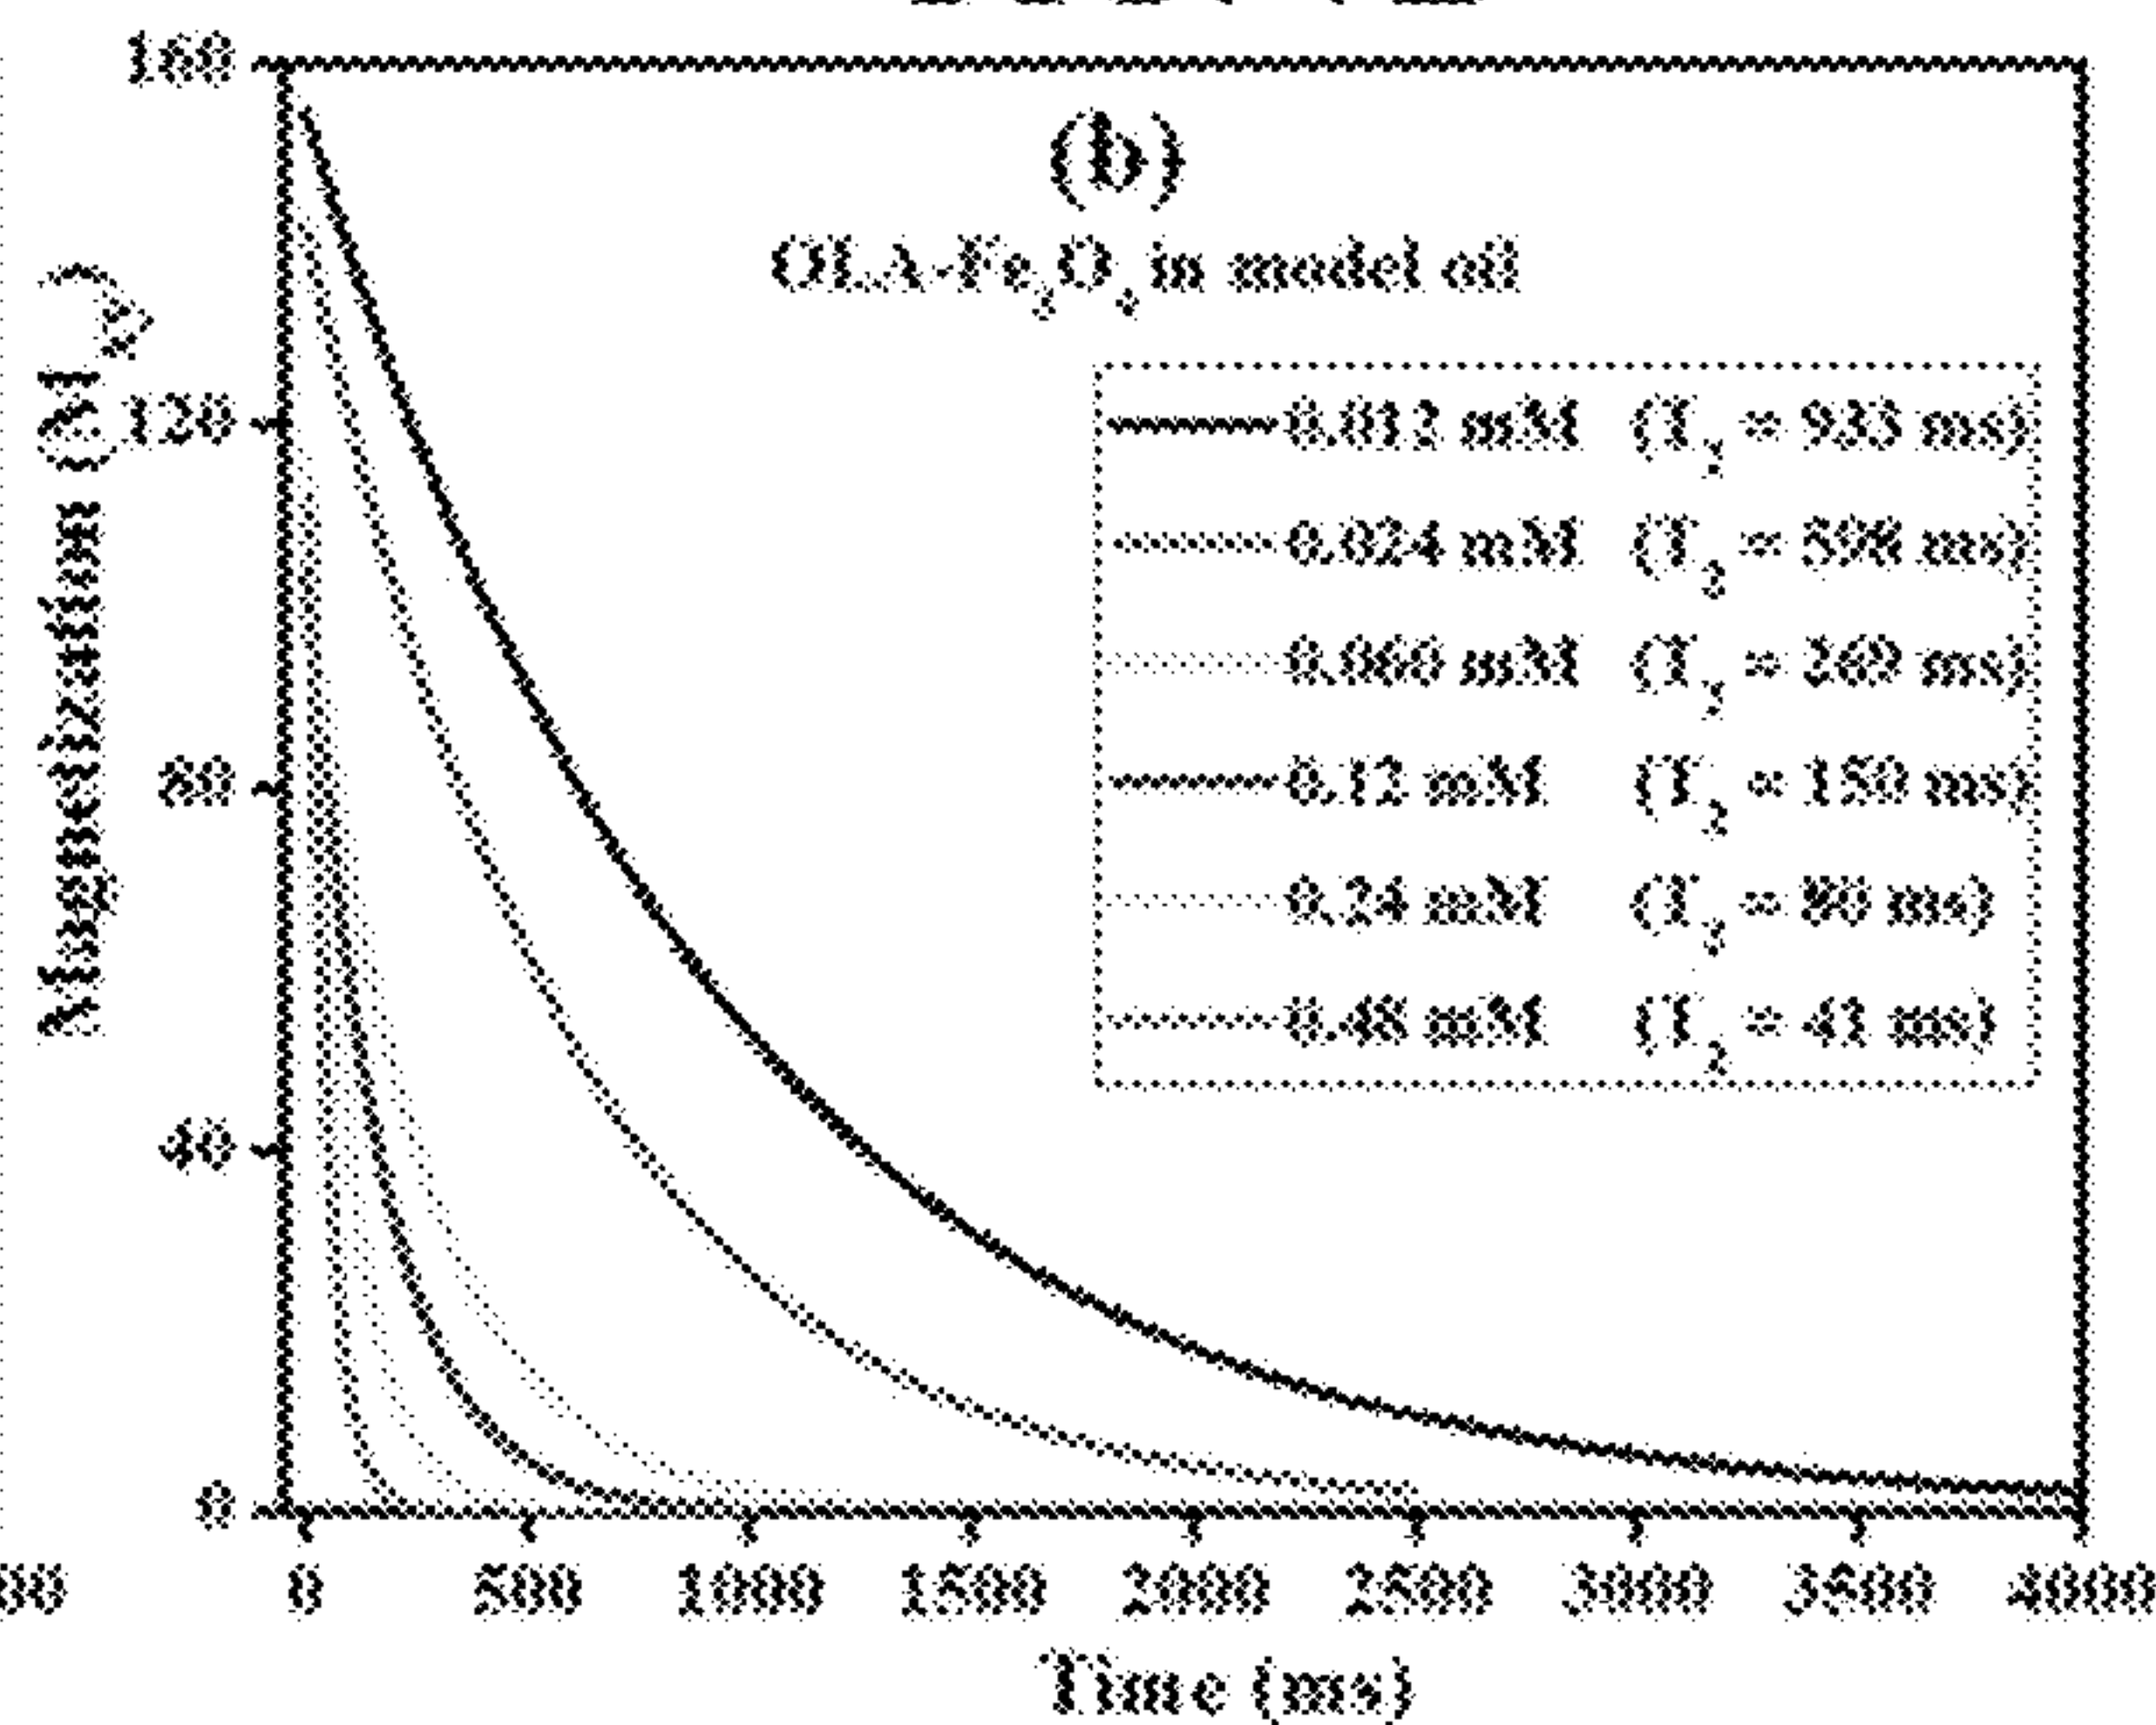 160
(b)
OLA-Fe3O4 in model oil
Magnetization (M
120
80
40
0
0.012 mM (T2 = 933 ms)
0.024 mM (T2 = 598 ms)
0.060 mM (T2 = 269 ms)
0.12 mM (T2 = 150 ms)
0.24 mM (T2 = 80 ms)
0.48 mM (T2 = 41 ms)
0 500 1000 1500 2000 2500 3000 3500 4000
Time (ms)